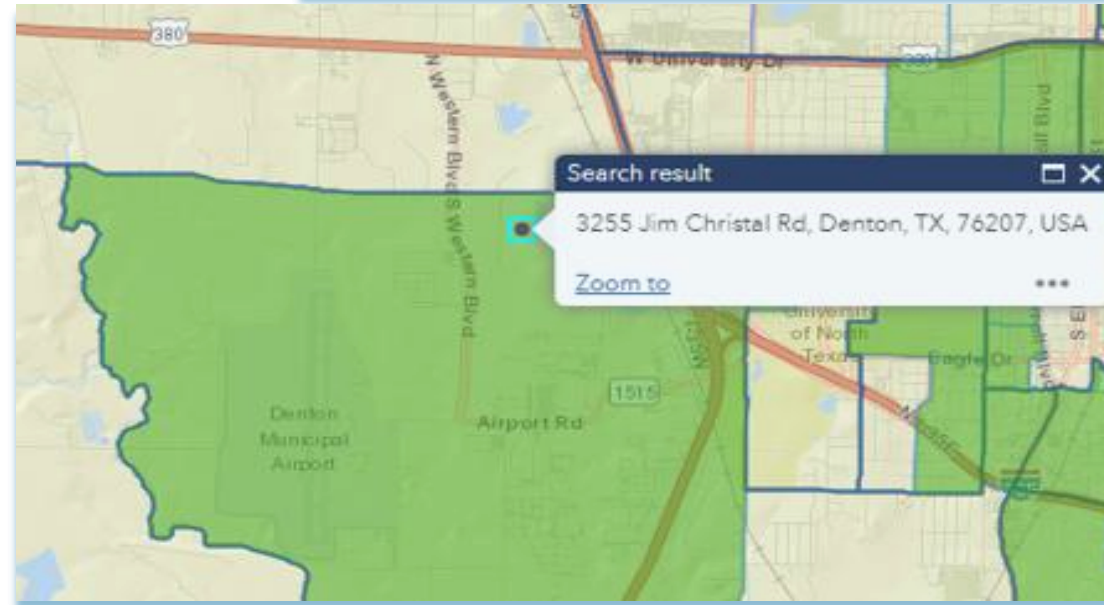 380
W University Dr
380
N Western Blvd
S Western Blvd
Search result
3255 Jim Christal Rd, Denton, TX, 76207, USA
Zoom to
•••
University
of North
Texas
Eagle Dr
1515
Airport Rd
Denton
Municipal
Airport